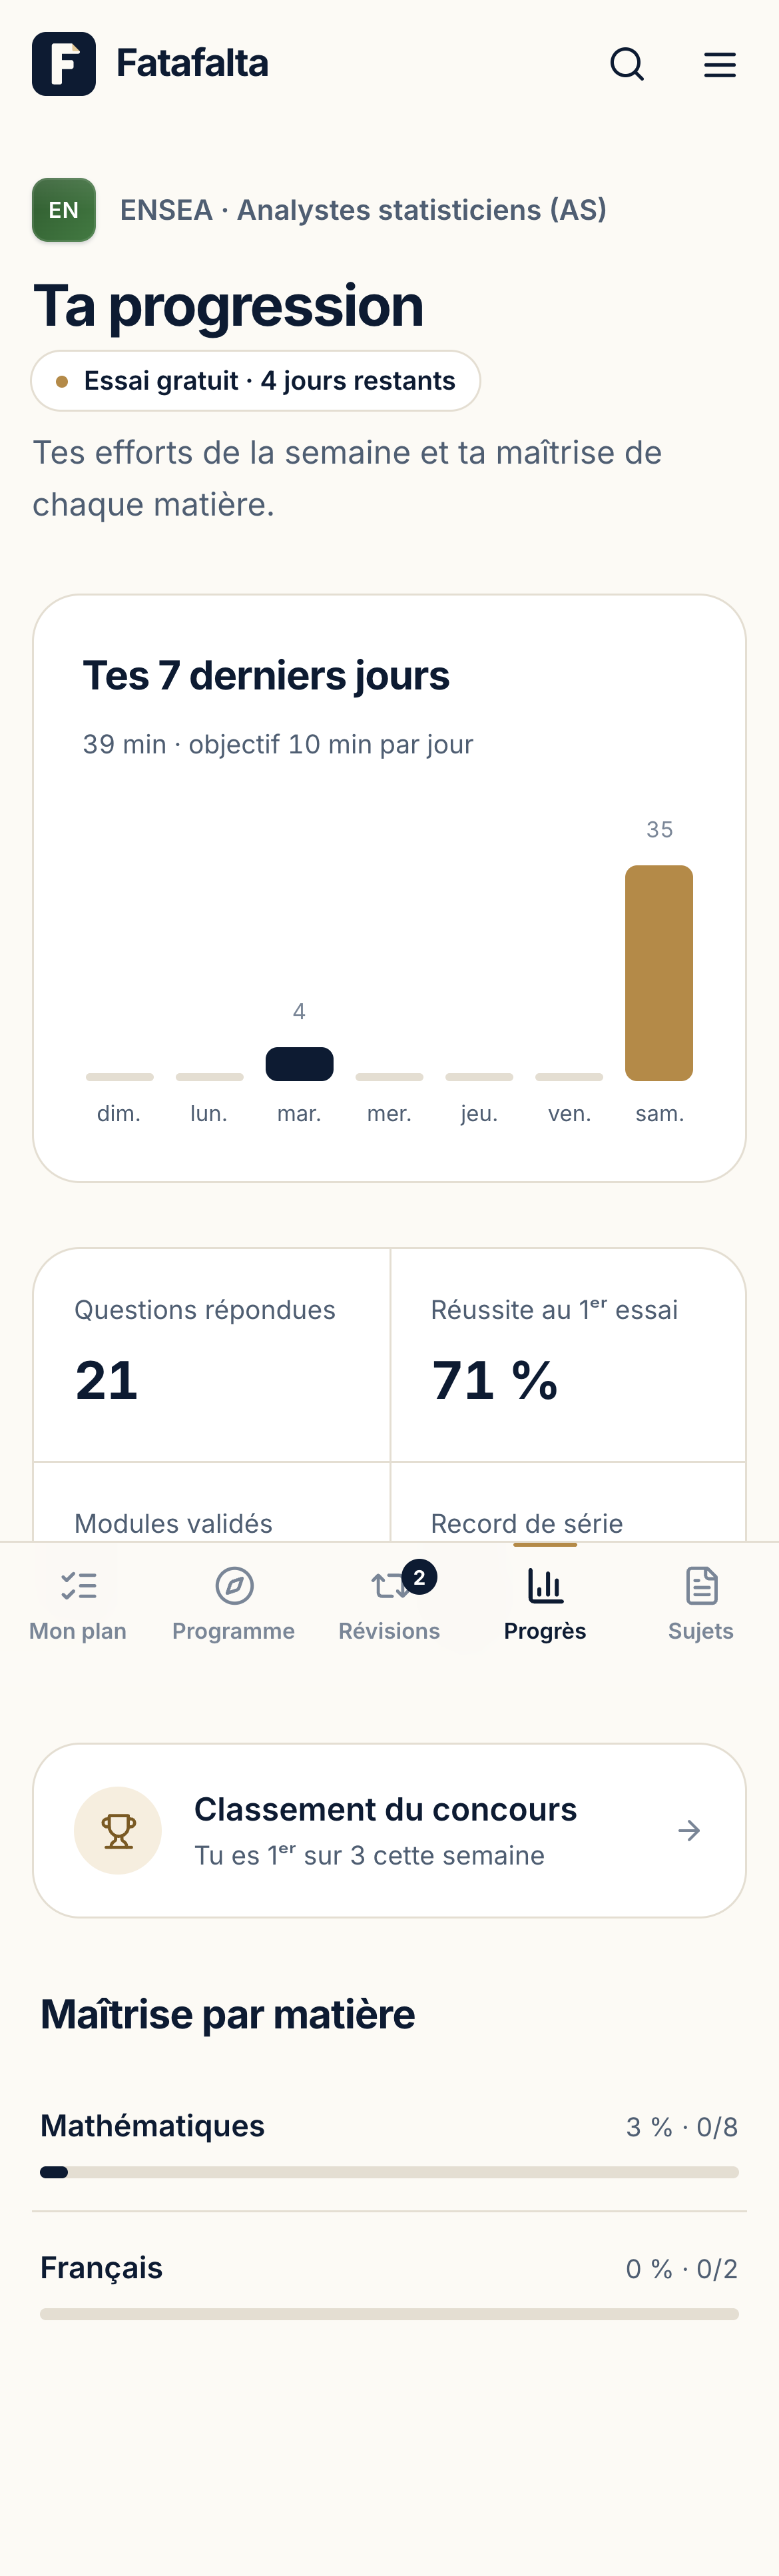 Fatafalta
EN
ENSEA · Analystes statisticiens (AS)
Ta progression
Essai gratuit · 4 jours restants
Tes efforts de la semaine et ta maîtrise de
chaque matière.
Tes 7 derniers jours
39 min · objectif 10 min par jour
35
4
dim. lun. mar. mer. jeu. ven. sam.
Questions répondues Réussite au 1ᵉʳ essai
21 71 %
Modules validés Record de série
2
Mon plan Programme Révisions Progrès Sujets
Classement du concours
Tu es 1ᵉʳ sur 3 cette semaine
Maîtrise par matière
Mathématiques 3 % · 0/8
Français 0 % · 0/2